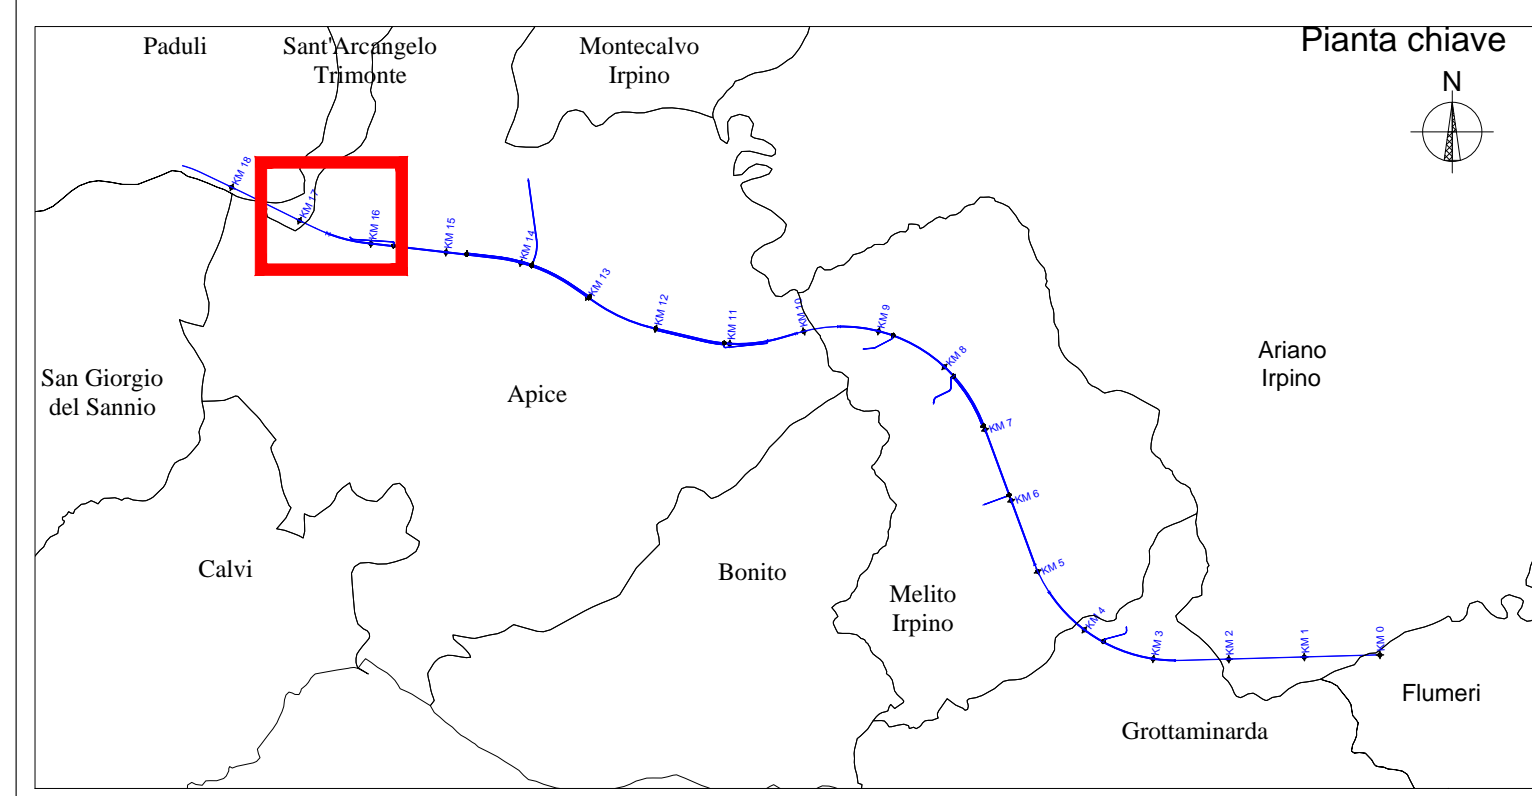 Pianta chiave
N
Paduli
Sant'Arcangelo
Trimonte
Montecalvo
Irpino
KM 18
KM 17
KM 16
KM 15
KM 14
KM 13
KM 12
KM 11
KM 10
KM 9
KM 8
KM 7
KM 6
KM 5
KM 4
KM 3
KM 2
KM 1
KM 0
Ariano
Irpino
San Giorgio
del Sannio
Apice
Calvi
Bonito
Melito
Irpino
Flumeri
Grottaminarda